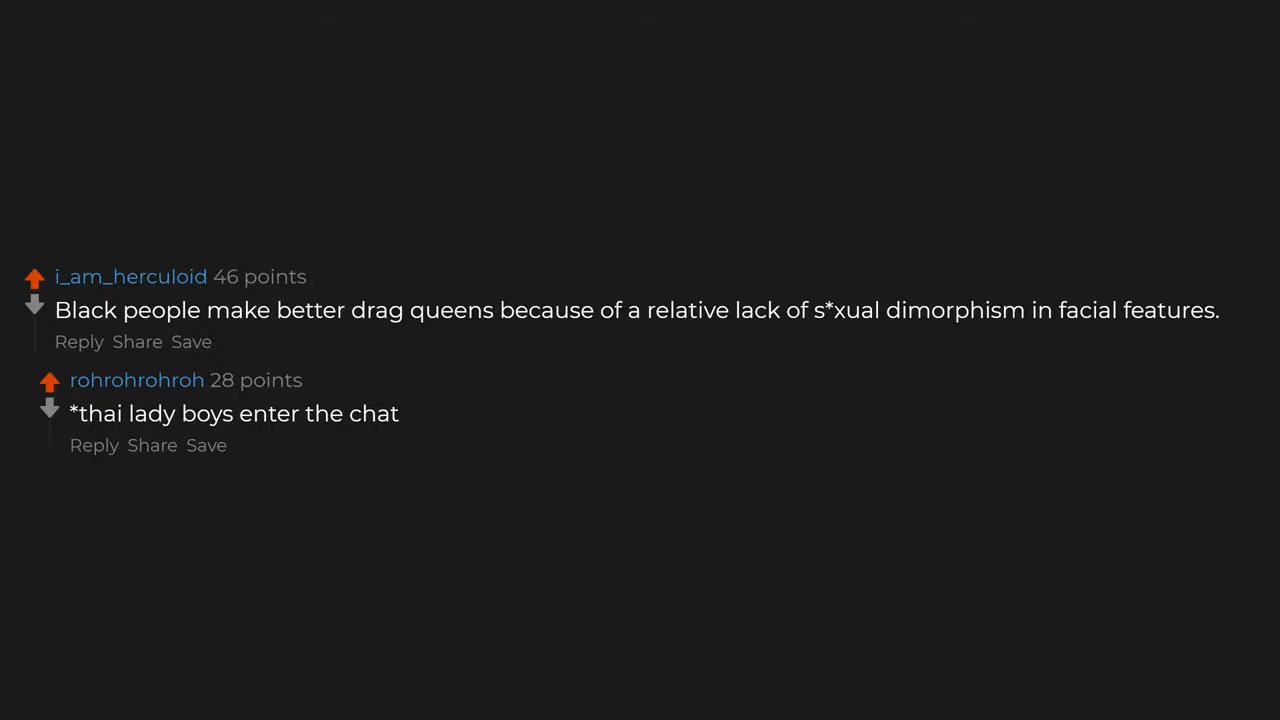 i_am_herculoid 46 points
Black people make better drag queens because of a relative lack of s*xual dimorphism in facial features.
Reply Share Save
rohrohrohroh 28 points
*thai lady boys enter the chat
Reply Share Save